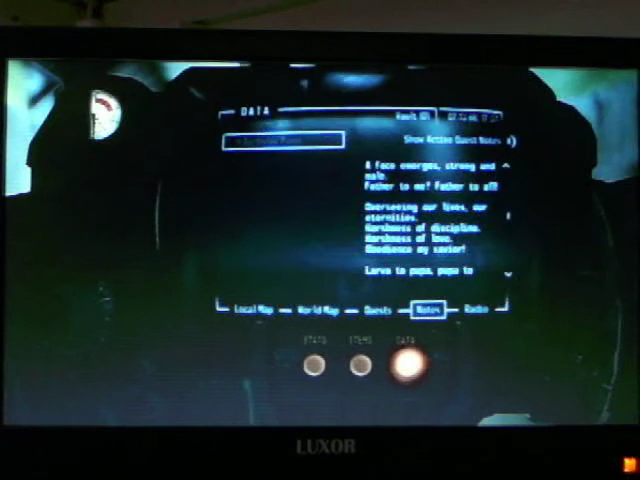 DATA
Vault 101
Show Active Quest Notes
A face emerges, strong and
male.
Father to me? Father to all?
Overseeing our lives, our
eternities.
Harshness of discipline.
Harshness of love.
Obedience my savior!
Larva to pupa, pupa to
Local Map World Map Quests Notes Radio
STATS ITEMS DATA
LUXOR